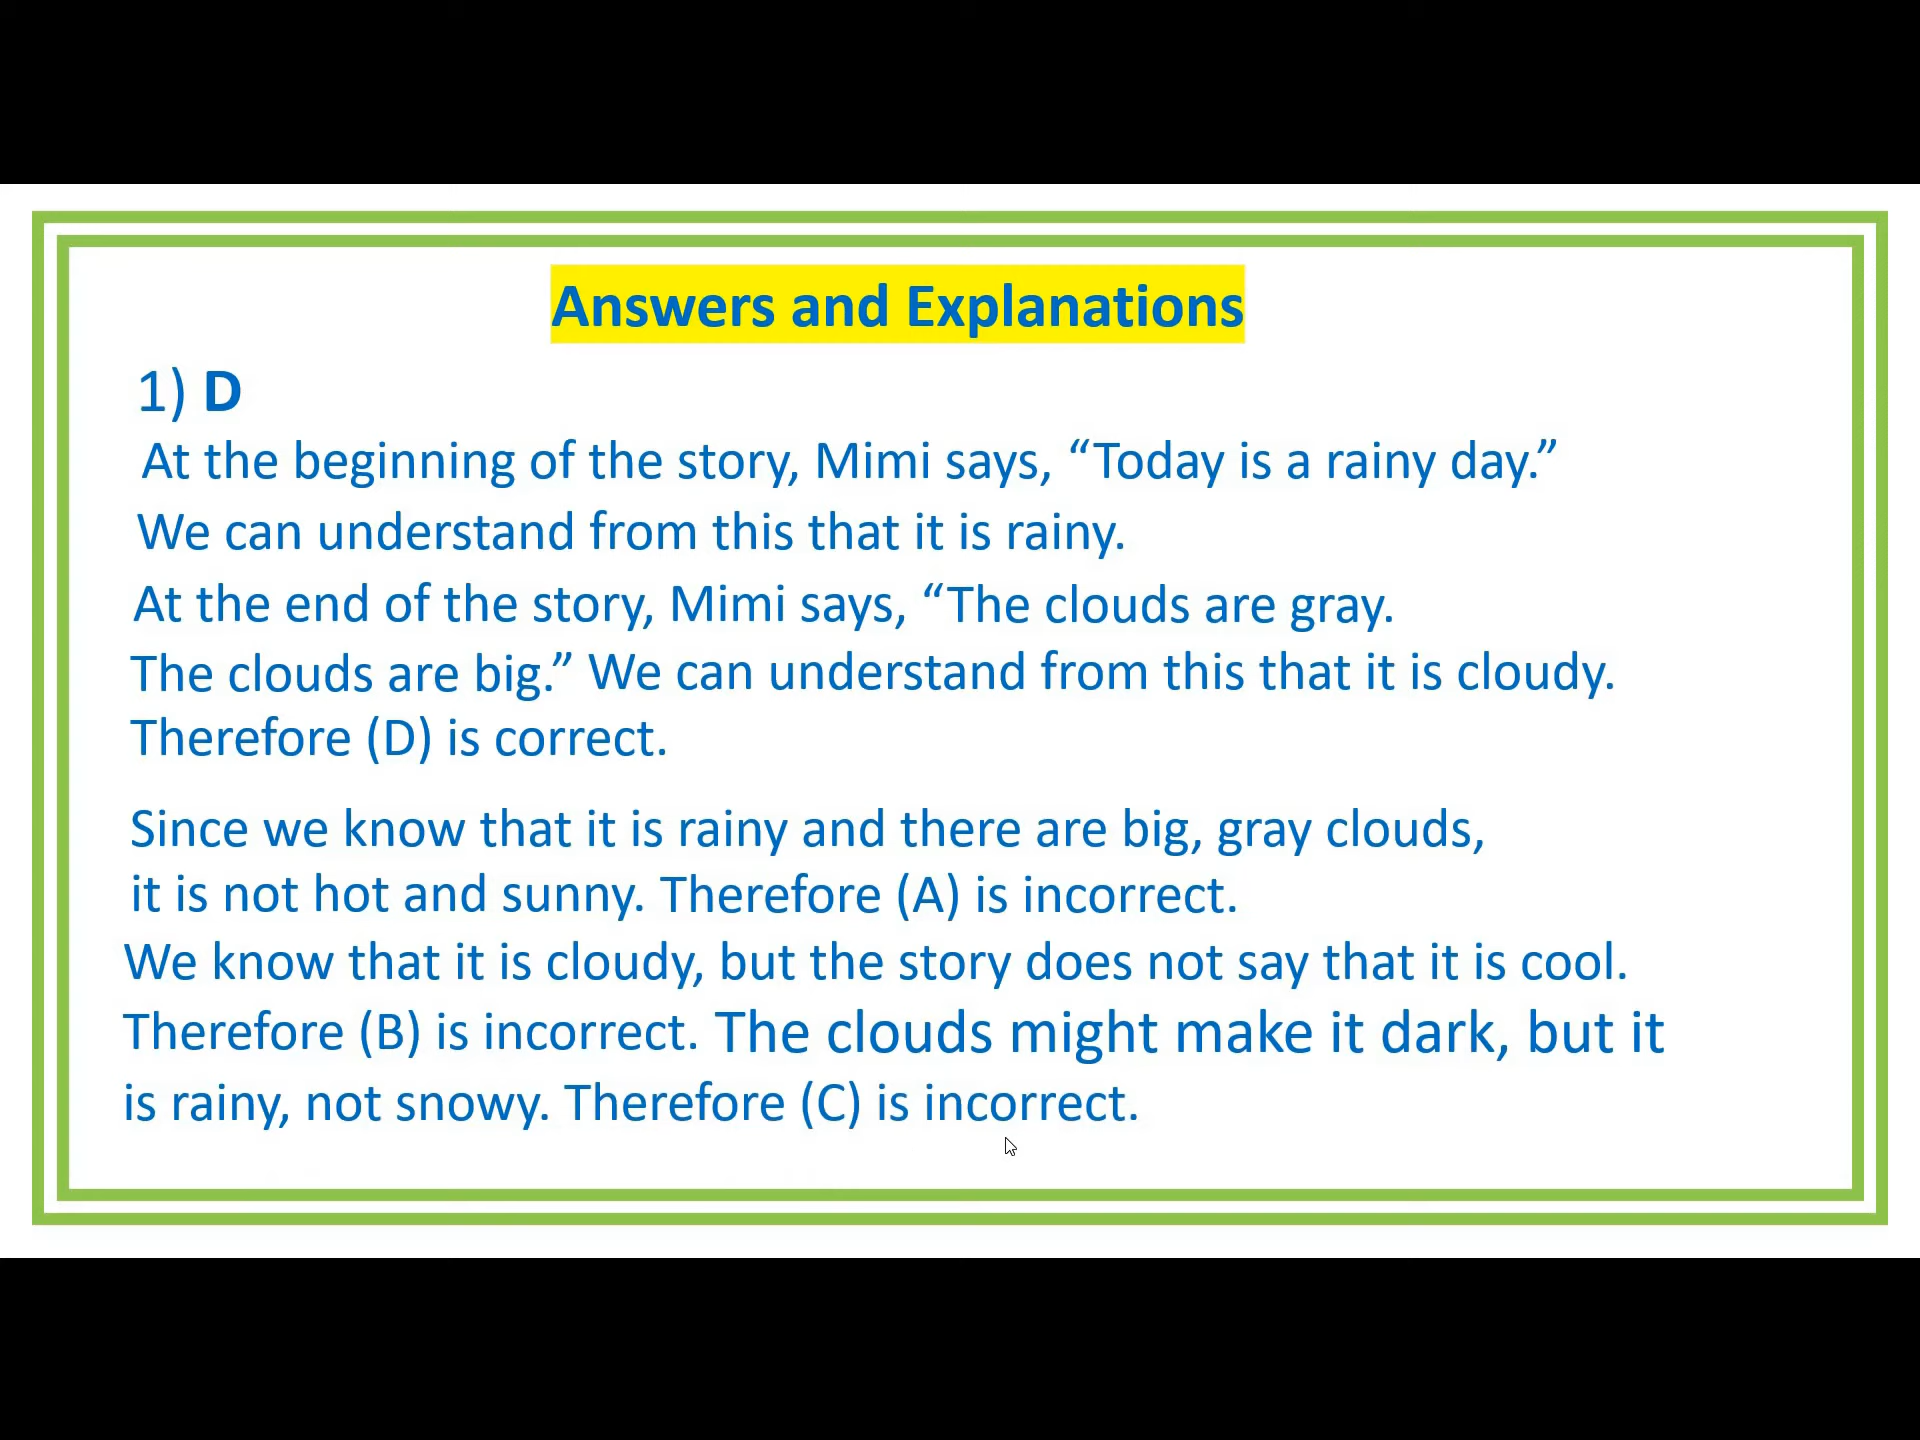 Answers and Explanations
1) D
At the beginning of the story, Mimi says, “Today is a rainy day.”
We can understand from this that it is rainy.
At the end of the story, Mimi says, “The clouds are gray.
The clouds are big.” We can understand from this that it is cloudy.
Therefore (D) is correct.
Since we know that it is rainy and there are big, gray clouds,
it is not hot and sunny. Therefore (A) is incorrect.
We know that it is cloudy, but the story does not say that it is cool.
Therefore (B) is incorrect. The clouds might make it dark, but it
is rainy, not snowy. Therefore (C) is incorrect.